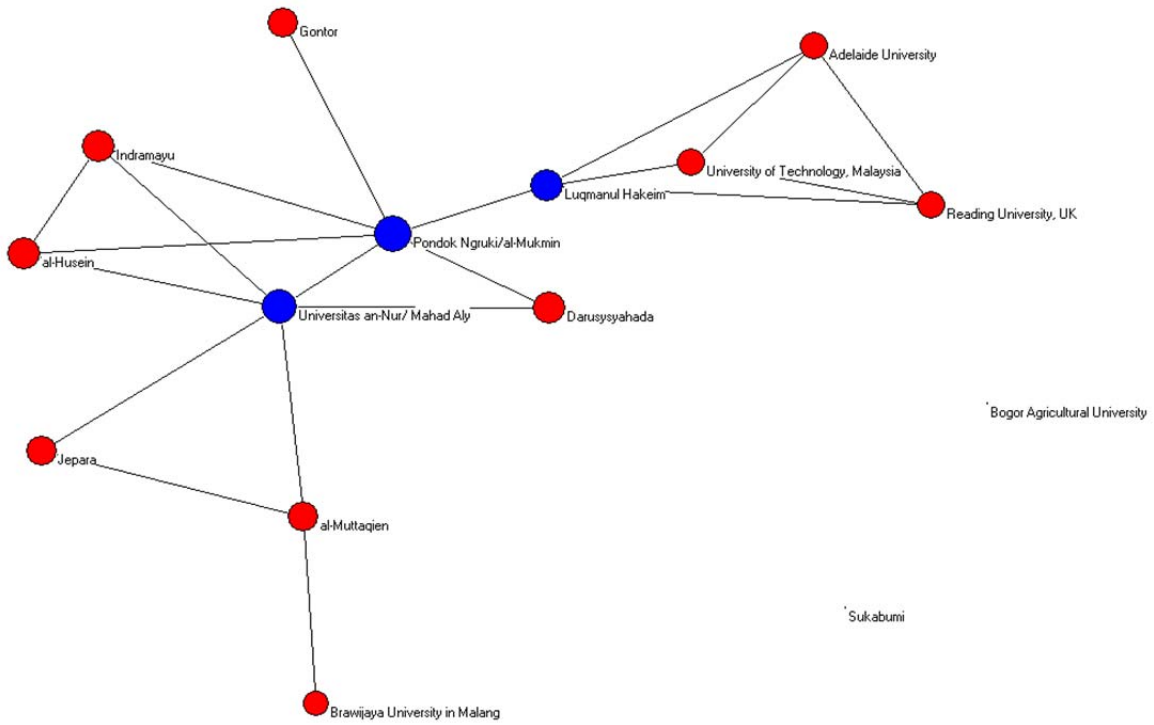 Gontor
Adelaide University
Indramayu
University of Technology, Malaysia
Luqmanul Hakeim
Reading University, UK
Pondok Ngruki/al-Mukmin
al-Husein
Universitas an-Nur/ Mahad Aly
Darusysyahada
Bogor Agricultural University
Jepara
al-Muttaqien
Sukabumi
Brawijaya University in Malang